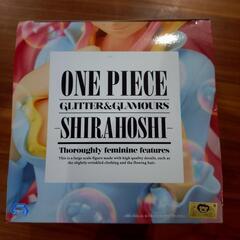 ONE PIECE
GLITTER&GLAMOURS
-SHIRAHOSHI-
Thoroughly feminine features
This is a large scale figure made with high quality details, such as
the slightly wrinkled clothing and the flowing hair.